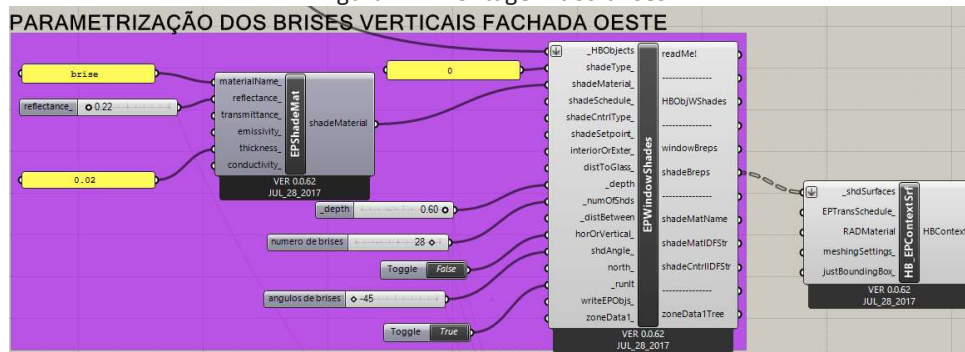 PARAMETRIZAÇÃO DOS BRISES VERTICAIS FACHADA OESTE
brise
reflectance_ 0.22
0.02
materialName_
reflectance_
transmittance_
emissivity_
thickness_
conductivity_
EPShadeMat
shadeMaterial
VER 0.0.62
JUL_28_2017
0
_depth 0.60
numero de brises 28
Toggle False
angulos de brises -45
Toggle True
_HBObjects
shadeType_
shadeMaterial_
shadeSchedule_
shadeCntrlType_
shadeSetpoint_
interiorOrExter_
distToGlass_
_depth
_numOfShds
_distBetween
horOrVertical_
shdAngle_
north_
_runIt
writeEPObjs_
zoneData1_
EPWindowShades
readMe!
---------------
HBObjWShades
---------------
windowBreps
shadeBreps
---------------
shadeMatName
shadeMatIDFStr
shadeCntrlIDFStr
---------------
zoneData1Tree
VER 0.0.62
JUL_28_2017
_shdSurfaces
EPTransSchedule_
RADMaterial
meshingSettings_
justBoundingBox_
HB_EPContextSrf
HBContext
VER 0.0.62
JUL_28_2017